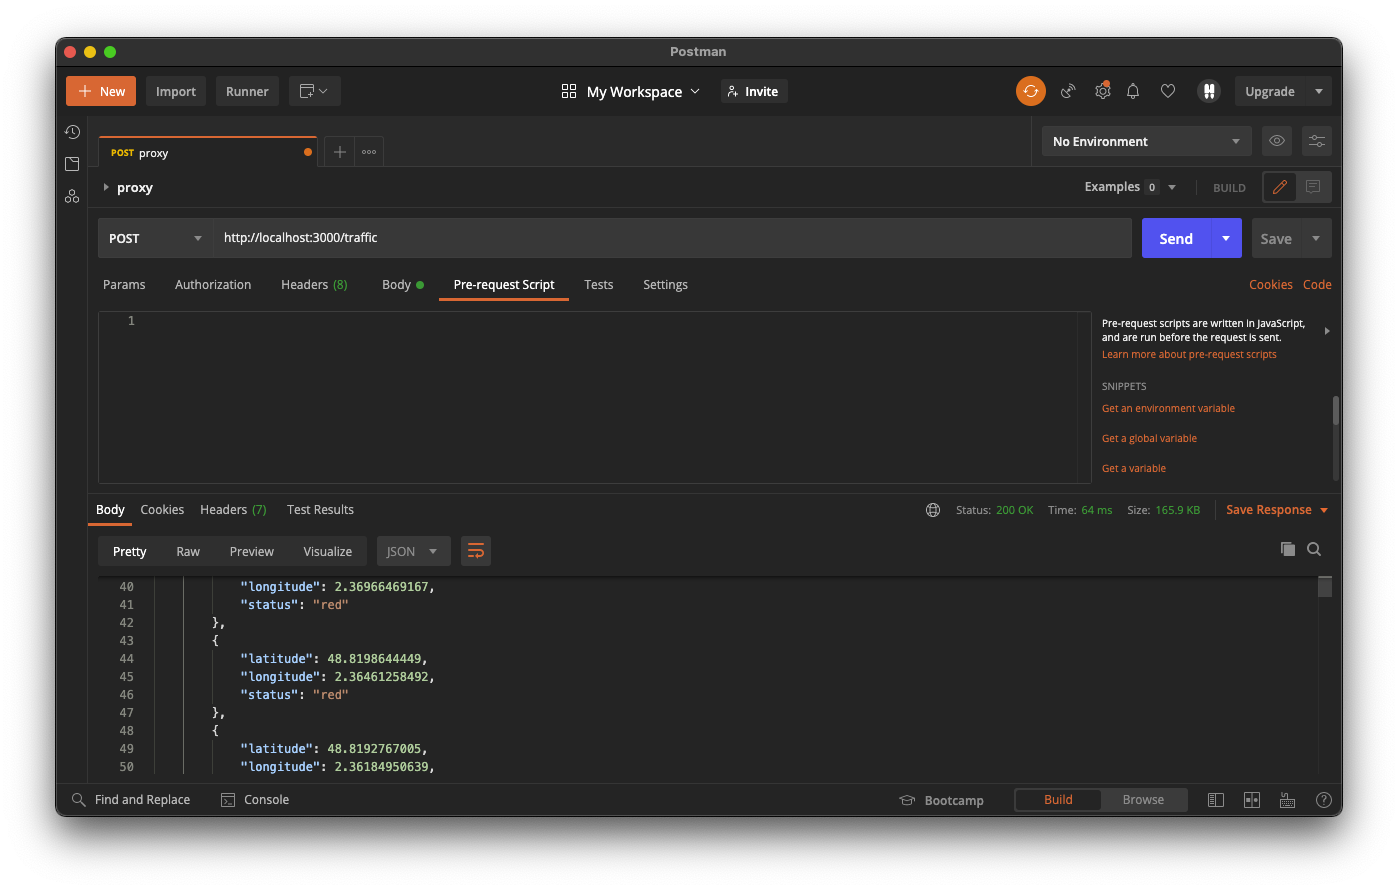 Postman
New
Import
Runner
My Workspace
Invite
Upgrade
POST proxy
No Environment
proxy
Examples 0
BUILD
POST
http://localhost:3000/traffic
Send
Save
Params
Authorization
Headers (8)
Body
Pre-request Script
Tests
Settings
Cookies
Code
1
Pre-request scripts are written in JavaScript,
and are run before the request is sent.
Learn more about pre-request scripts
SNIPPETS
Get an environment variable
Get a global variable
Get a variable
Body
Cookies
Headers (7)
Test Results
Status: 200 OK
Time: 64 ms
Size: 165.9 KB
Save Response
Pretty
Raw
Preview
Visualize
JSON
40 "longitude": 2.36966469167,
41 "status": "red"
42 },
43 {
44 "latitude": 48.8198644449,
45 "longitude": 2.36461258492,
46 "status": "red"
47 },
48 {
49 "latitude": 48.8192767005,
50 "longitude": 2.36184950639,
Find and Replace
Console
Bootcamp
Build
Browse